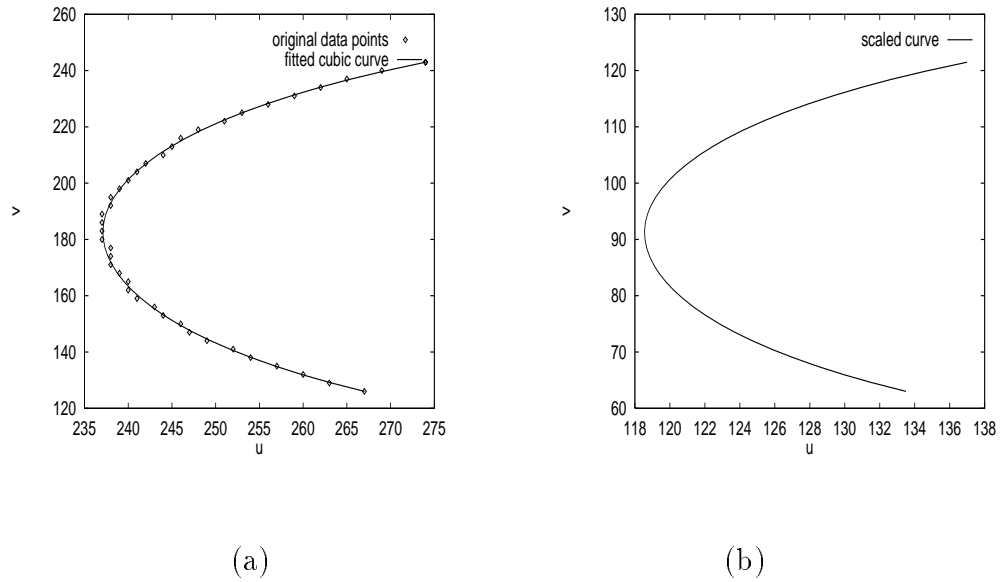 260
240
220
200
180
160
140
120
235 240 245 250 255 260 265 270 275
v
u
original data points
fitted cubic curve
(a)
130
120
110
100
90
80
70
60
118 120 122 124 126 128 130 132 134 136 138
v
u
scaled curve
(b)